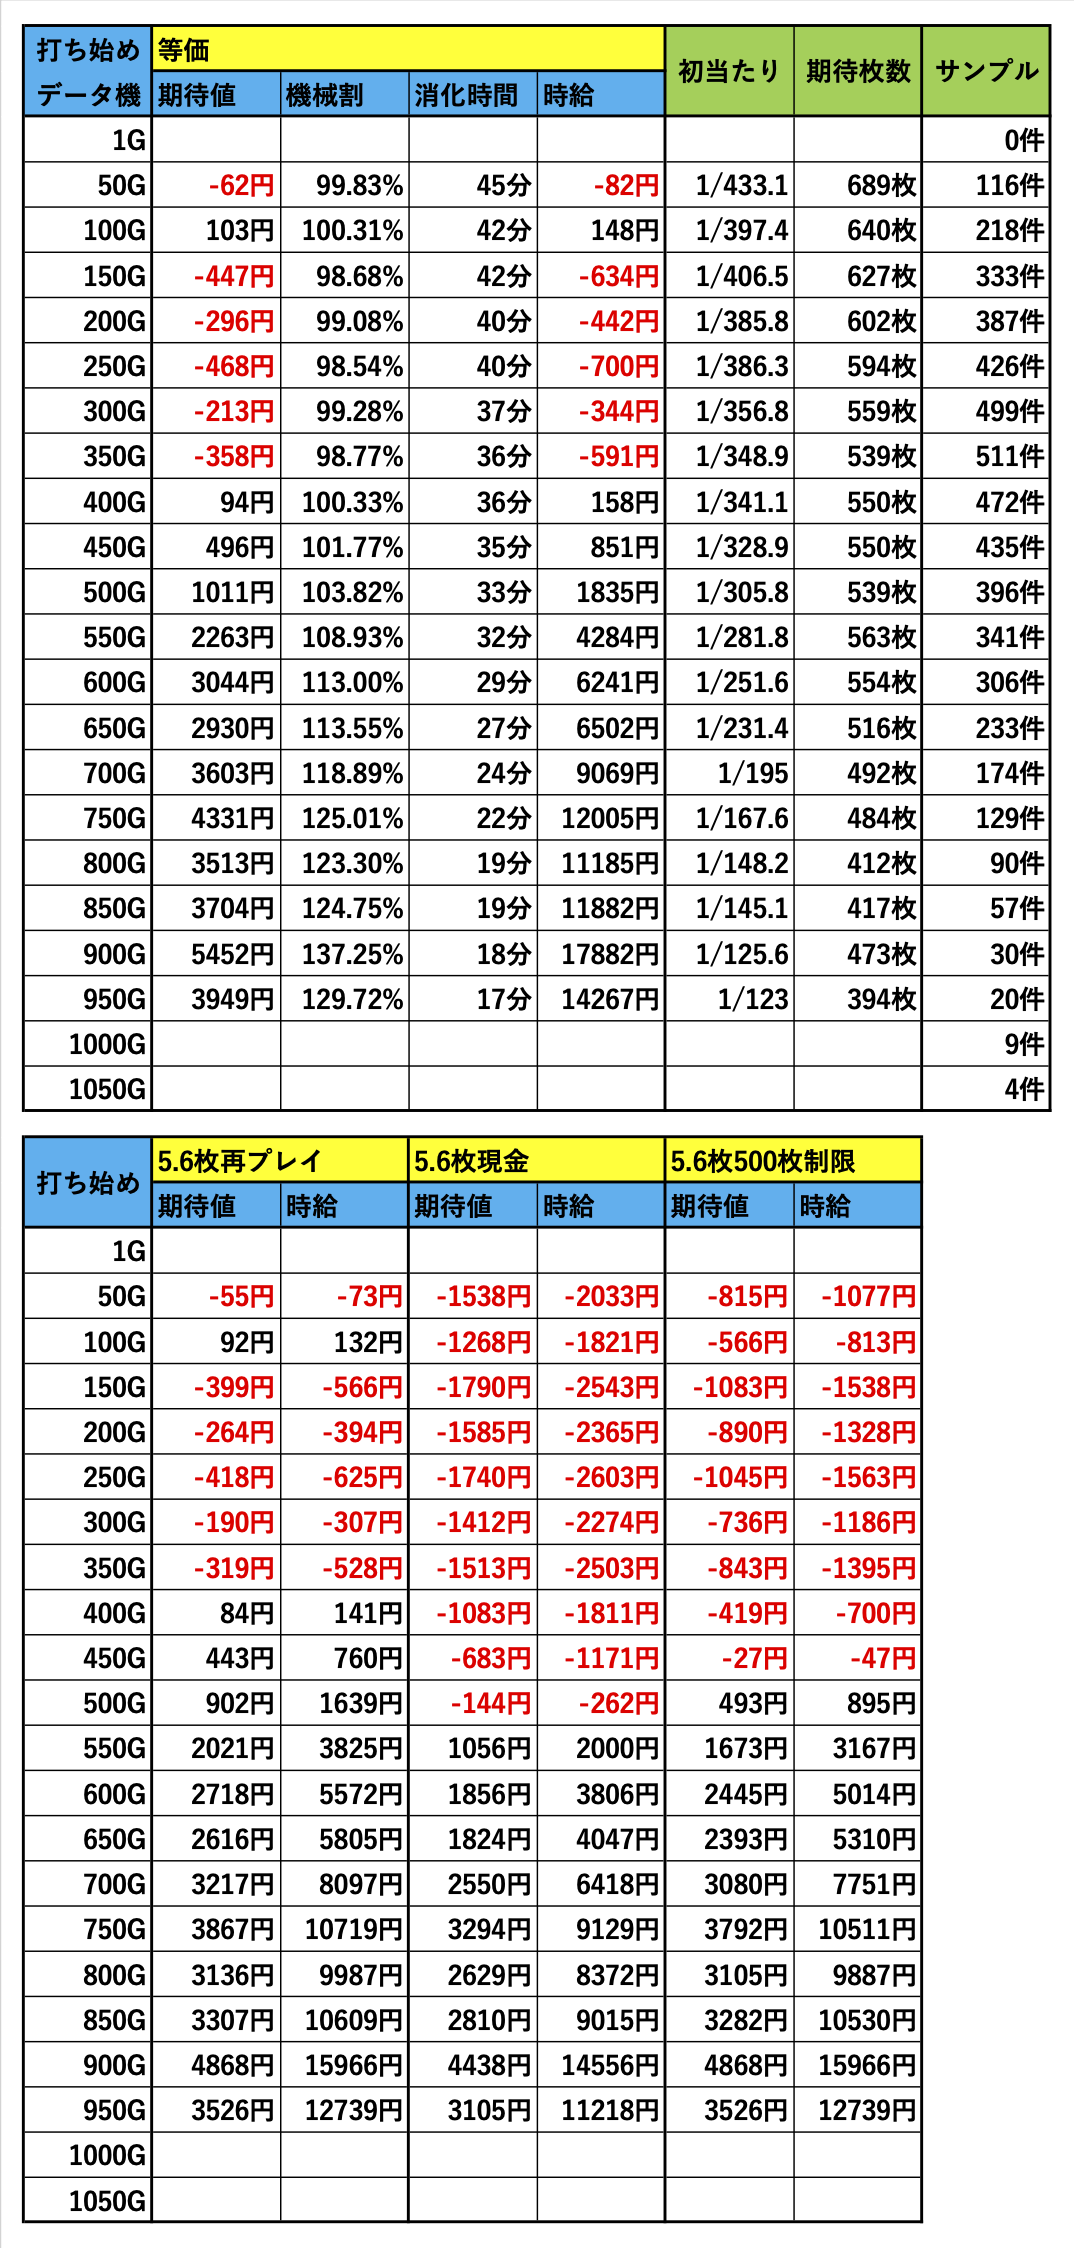 打ち始め 等価 初当たり 期待枚数 サンプル
データ機 期待値 機械割 消化時間 時給
1G 0件
50G -62円 99.83% 45分 -82円 1/433.1 689枚 116件
100G 103円 100.31% 42分 148円 1/397.4 640枚 218件
150G -447円 98.68% 42分 -634円 1/406.5 627枚 333件
200G -296円 99.08% 40分 -442円 1/385.8 602枚 387件
250G -468円 98.54% 40分 -700円 1/386.3 594枚 426件
300G -213円 99.28% 37分 -344円 1/356.8 559枚 499件
350G -358円 98.77% 36分 -591円 1/348.9 539枚 511件
400G 94円 100.33% 36分 158円 1/341.1 550枚 472件
450G 496円 101.77% 35分 851円 1/328.9 550枚 435件
500G 1011円 103.82% 33分 1835円 1/305.8 539枚 396件
550G 2263円 108.93% 32分 4284円 1/281.8 563枚 341件
600G 3044円 113.00% 29分 6241円 1/251.6 554枚 306件
650G 2930円 113.55% 27分 6502円 1/231.4 516枚 233件
700G 3603円 118.89% 24分 9069円 1/195 492枚 174件
750G 4331円 125.01% 22分 12005円 1/167.6 484枚 129件
800G 3513円 123.30% 19分 11185円 1/148.2 412枚 90件
850G 3704円 124.75% 19分 11882円 1/145.1 417枚 57件
900G 5452円 137.25% 18分 17882円 1/125.6 473枚 30件
950G 3949円 129.72% 17分 14267円 1/123 394枚 20件
1000G 9件
1050G 4件
打ち始め 5.6枚再プレイ 5.6枚現金 5.6枚500枚制限
期待値 時給 期待値 時給 期待値 時給
1G
50G -55円 -73円 -1538円 -2033円 -815円 -1077円
100G 92円 132円 -1268円 -1821円 -566円 -813円
150G -399円 -566円 -1790円 -2543円 -1083円 -1538円
200G -264円 -394円 -1585円 -2365円 -890円 -1328円
250G -418円 -625円 -1740円 -2603円 -1045円 -1563円
300G -190円 -307円 -1412円 -2274円 -736円 -1186円
350G -319円 -528円 -1513円 -2503円 -843円 -1395円
400G 84円 141円 -1083円 -1811円 -419円 -700円
450G 443円 760円 -683円 -1171円 -27円 -47円
500G 902円 1639円 -144円 -262円 493円 895円
550G 2021円 3825円 1056円 2000円 1673円 3167円
600G 2718円 5572円 1856円 3806円 2445円 5014円
650G 2616円 5805円 1824円 4047円 2393円 5310円
700G 3217円 8097円 2550円 6418円 3080円 7751円
750G 3867円 10719円 3294円 9129円 3792円 10511円
800G 3136円 9987円 2629円 8372円 3105円 9887円
850G 3307円 10609円 2810円 9015円 3282円 10530円
900G 4868円 15966円 4438円 14556円 4868円 15966円
950G 3526円 12739円 3105円 11218円 3526円 12739円
1000G
1050G